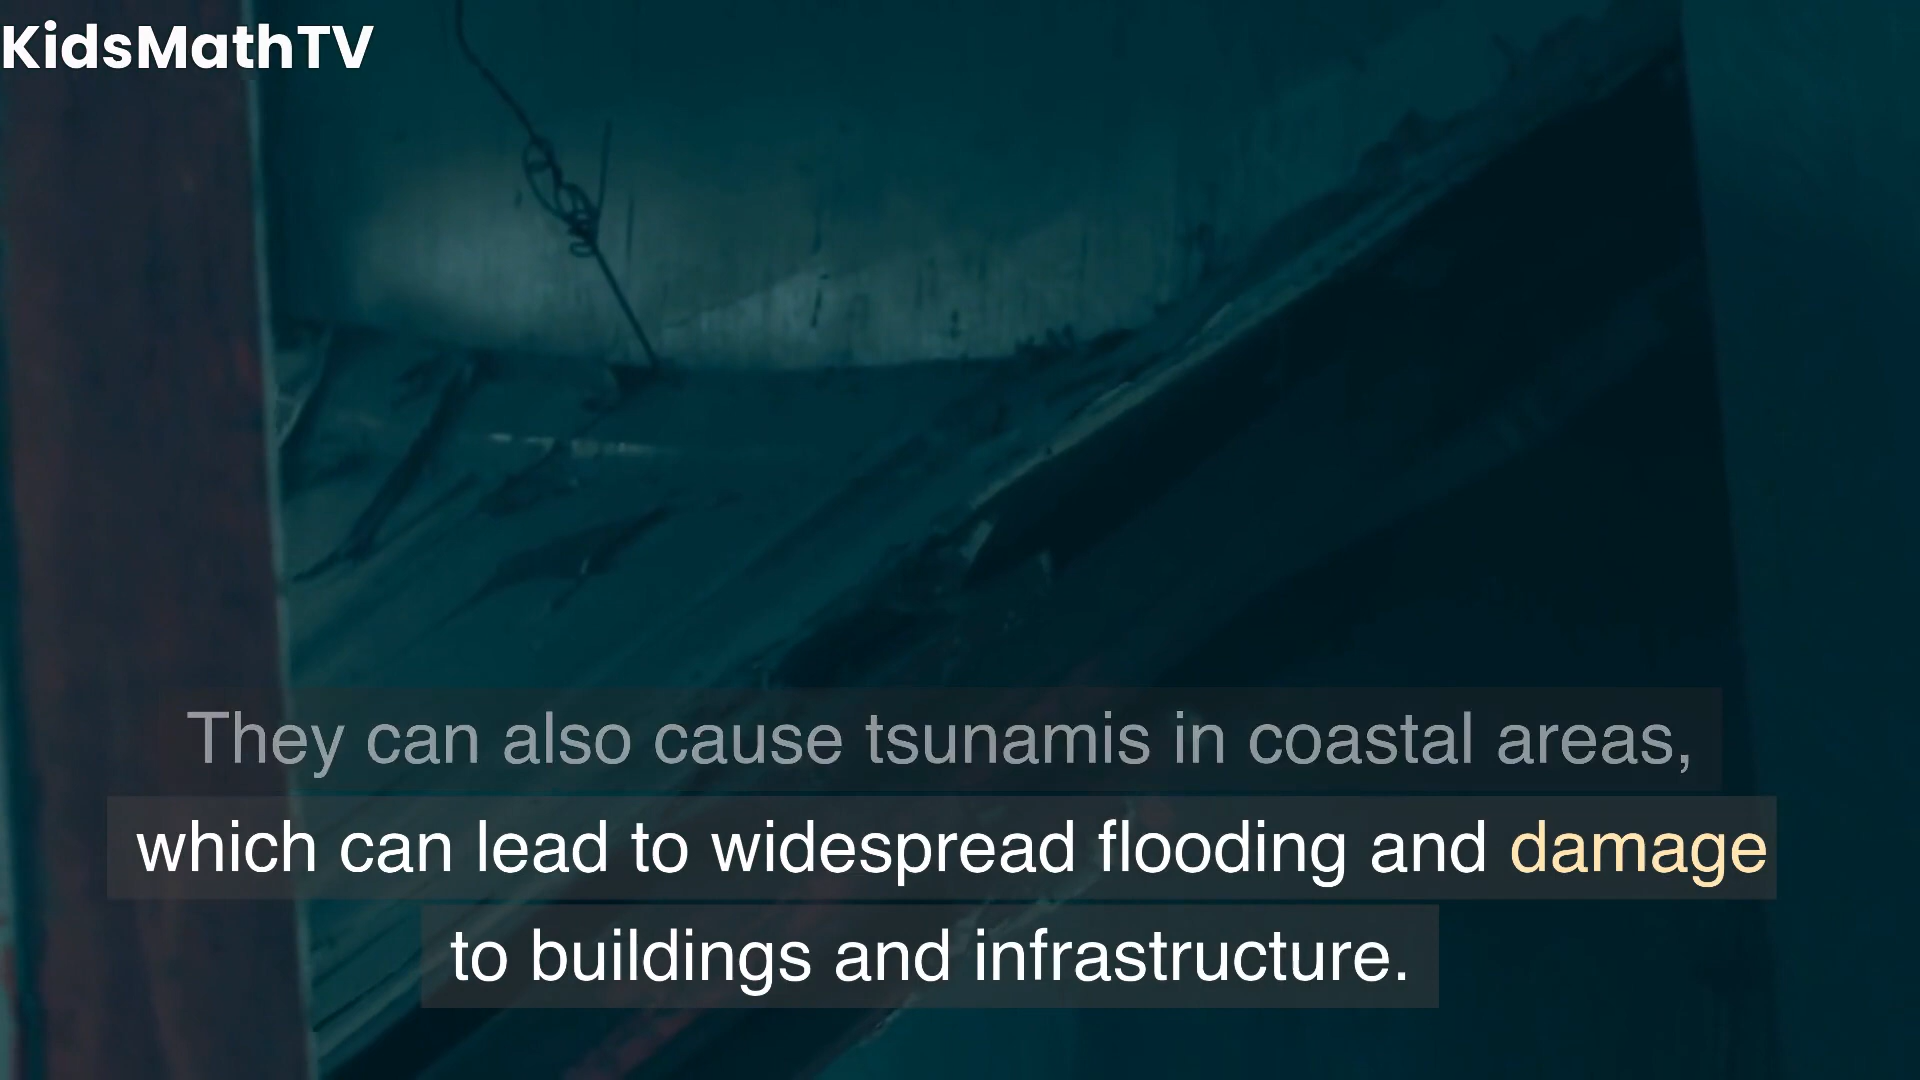 KidsMathTV
They can also cause tsunamis in coastal areas,
which can lead to widespread flooding and damage
to buildings and infrastructure.